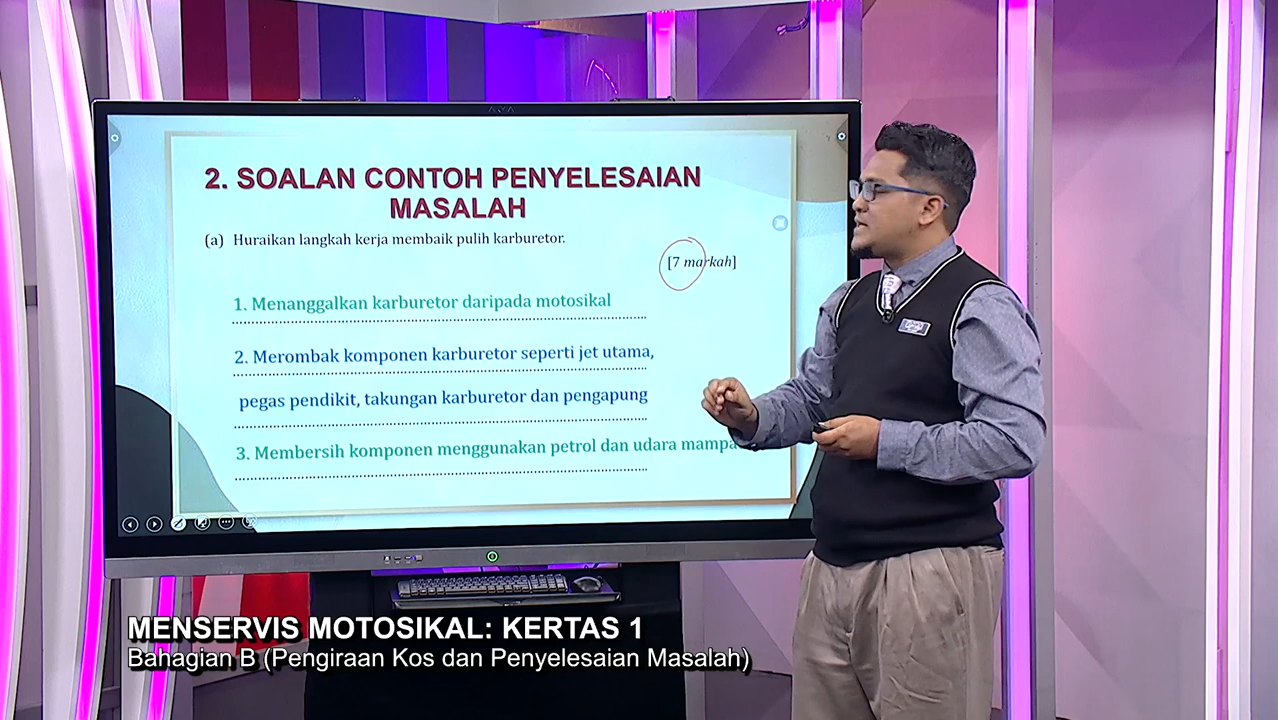 2. SOALAN CONTOH PENYELESAIAN
MASALAH
(a) Huraikan langkah kerja membaik pulih karburetor.
[7 markah]
1. Menanggalkan karburetor daripada motosikal
2. Merombak komponen karburetor seperti jet utama,
pegas pendikit, takungan karburetor dan pengapung
3. Membersih komponen menggunakan petrol dan udara
MENSERVIS MOTOSIKAL: KERTAS 1
Bahagian B (Pengiraan Kos dan Penyelesaian Masalah)